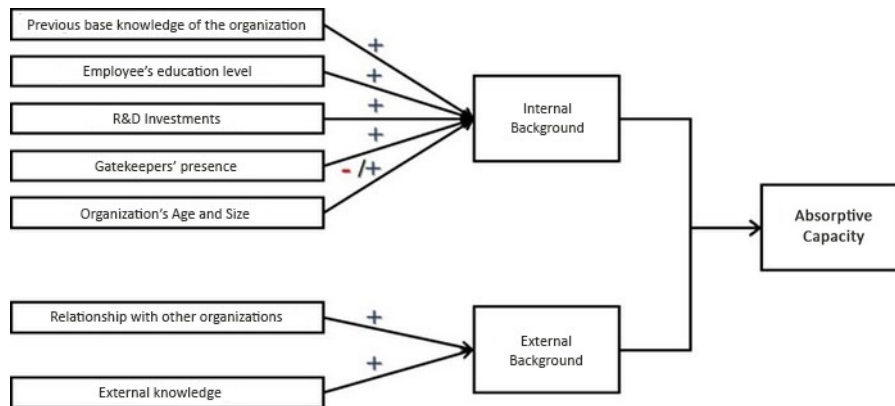 Previous base knowledge of the organization
+
Employee's education level
+
R&D Investments
+
Gatekeepers' presence
+
Organization's Age and Size
- /+
Internal
Background
Absorptive
Capacity
Relationship with other organizations
+
External knowledge
+
External
Background